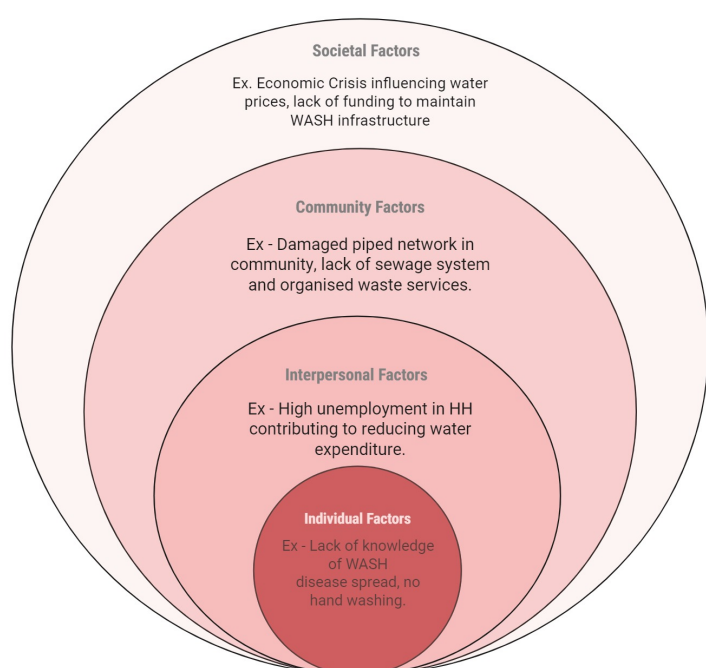 Societal Factors
Ex. Economic Crisis influencing water
prices, lack of funding to maintain
WASH infrastructure
Community Factors
Ex - Damaged piped network in
community, lack of sewage system
and organised waste services.
Interpersonal Factors
Ex - High unemployment in HH
contributing to reducing water
expenditure.
Individual Factors
Ex - Lack of knowledge
of WASH
disease spread, no
hand washing.